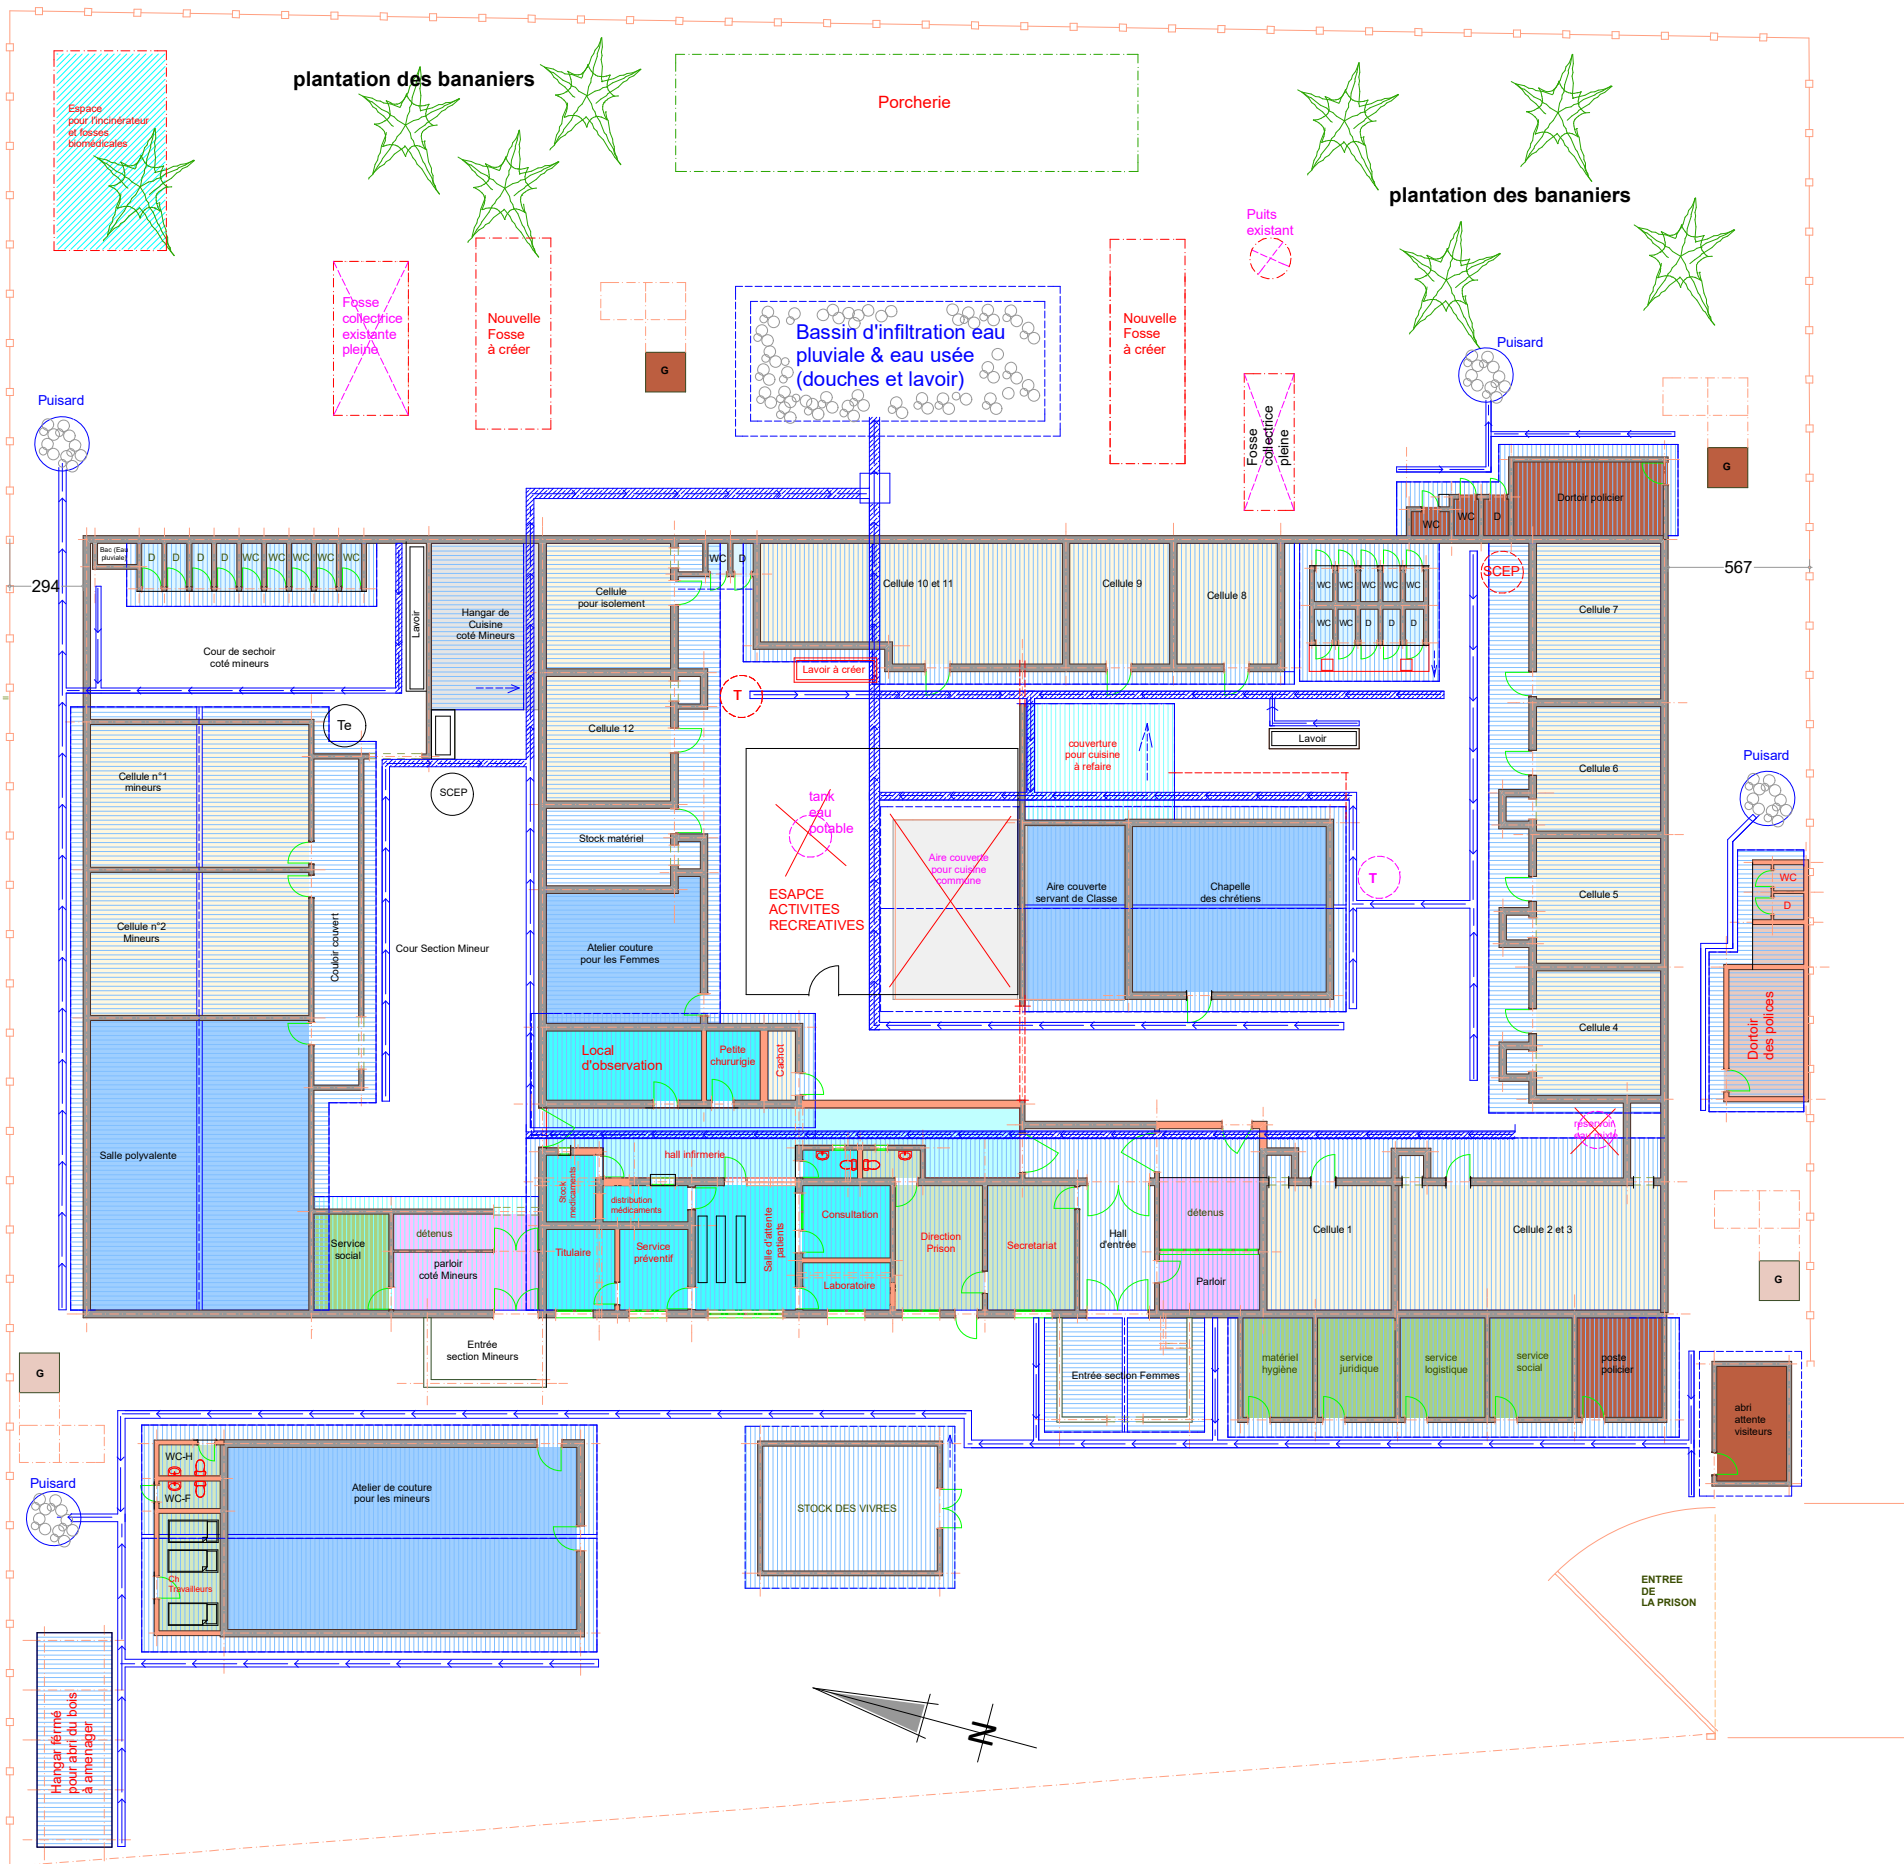 plantation des bananiers
Espace
pour l'incinérateur
et fosses
biomédicales
Porcherie
plantation des bananiers
Puits
existant
Fosse
collectrice
existante
pleine
Nouvelle
Fosse
à créer
G
Bassin d'infiltration eau
pluviale & eau usée
(douches et lavoir)
Nouvelle
Fosse
à créer
Fosse
collectrice
pleine
Puisard
Puisard
G
Dortoir policier
WC
WC
D
294
567
Bac (Eau
pluviale)
D
D
D
D
WC
WC
WC
WC
WC
Lavoir
Hangar de
Cuisine
coté Mineurs
Cour de sechoir
coté mineurs
Cellule
pour isolement
WC
D
Cellule 10 et 11
Cellule 9
Cellule 8
WC
WC
WC
WC
WC
WC
WC
D
D
D
SCEP
Cellule 7
Lavoir à créer
T
Te
Cellule 12
couverture
pour cuisine
à refaire
Lavoir
Cellule 6
Puisard
Cellule n°1
mineurs
SCEP
tank
eau
potable
Stock matériel
Aire couverte
pour cuisine
commune
Aire couverte
servant de Classe
Chapelle
des chrétiens
T
Cellule 5
WC
D
ESAPCE
ACTIVITES
RECREATIVES
Cellule n°2
Mineurs
Couloir couvert
Cour Section Mineur
Atelier couture
pour les Femmes
Cellule 4
Dortoir
des polices
Local
d'observation
Petite
chururigie
Cachot
réservoir
eau mixte
Salle polyvalente
hall infirmerie
Stock
medicaments
distribution
médicaments
Consultation
Salle d'attente
patients
Titulaire
Service
préventif
Laboratoire
Direction
Prison
Secretariat
Hall
d'entrée
détenus
Parloir
Cellule 1
Cellule 2 et 3
Service
social
détenus
parloir
coté Mineurs
G
Entrée
section Mineurs
Entrée section Femmes
matériel
hygiène
service
juridique
service
logistique
service
social
poste
policier
G
abri
attente
visiteurs
Puisard
WC-H
WC-F
Ch
Travailleurs
Atelier de couture
pour les mineurs
STOCK DES VIVRES
ENTREE
DE
LA PRISON
Hangar fermé
pour abri du bois
à amenager
N